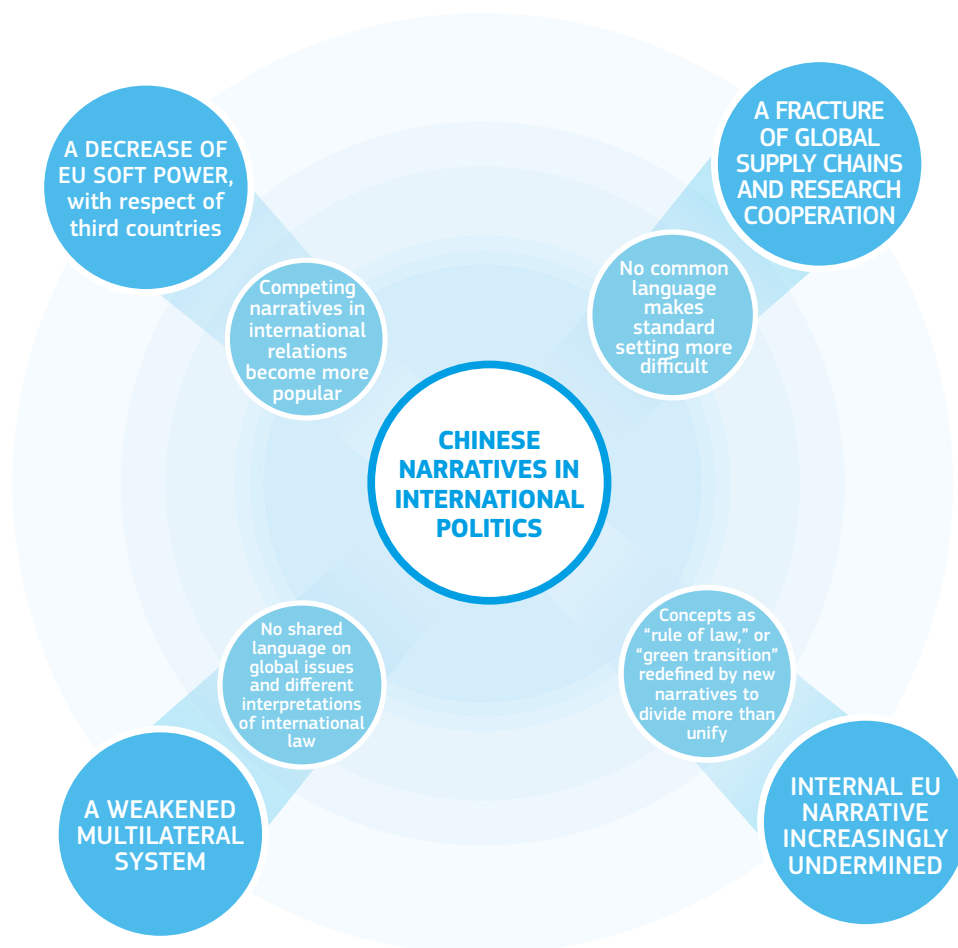 A DECREASE OF
EU SOFT POWER,
with respect of
third countries
A FRACTURE
OF GLOBAL
SUPPLY CHAINS
AND RESEARCH
COOPERATION
Competing
narratives in
international
relations
become more
popular
No common
language
makes
standard
setting more
difficult
CHINESE
NARRATIVES IN
INTERNATIONAL
POLITICS
No shared
language on
global issues
and different
interpretations
of international
law
Concepts as
“rule of law,” or
“green transition”
redefined by new
narratives to
divide more than
unify
A WEAKENED
MULTILATERAL
SYSTEM
INTERNAL EU
NARRATIVE
INCREASINGLY
UNDERMINED